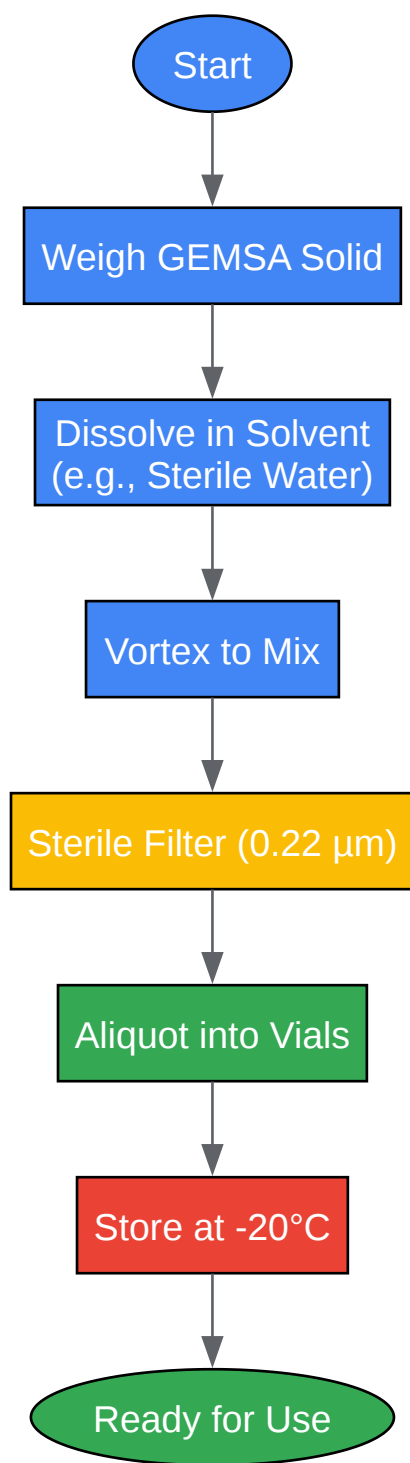 Start
Weigh GEMSA Solid
Dissolve in Solvent
(e.g., Sterile Water)
Vortex to Mix
Sterile Filter (0.22 µm)
Aliquot into Vials
Store at -20°C
Ready for Use